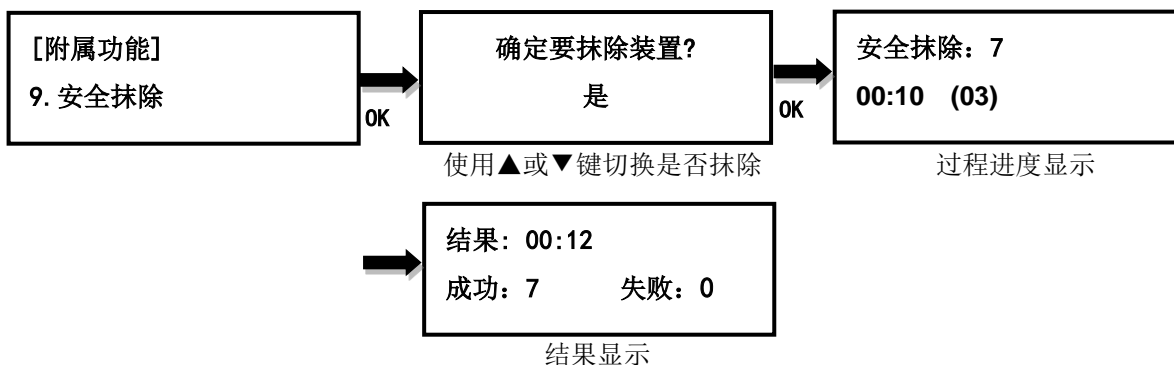 [附属功能]
9.安全抹除
OK
确定要抹除装置?
是
使用▲或▼键切换是否抹除
OK
安全抹除：7
00:10 (03)
过程进度显示
结果: 00:12
成功：7 失败：0
结果显示